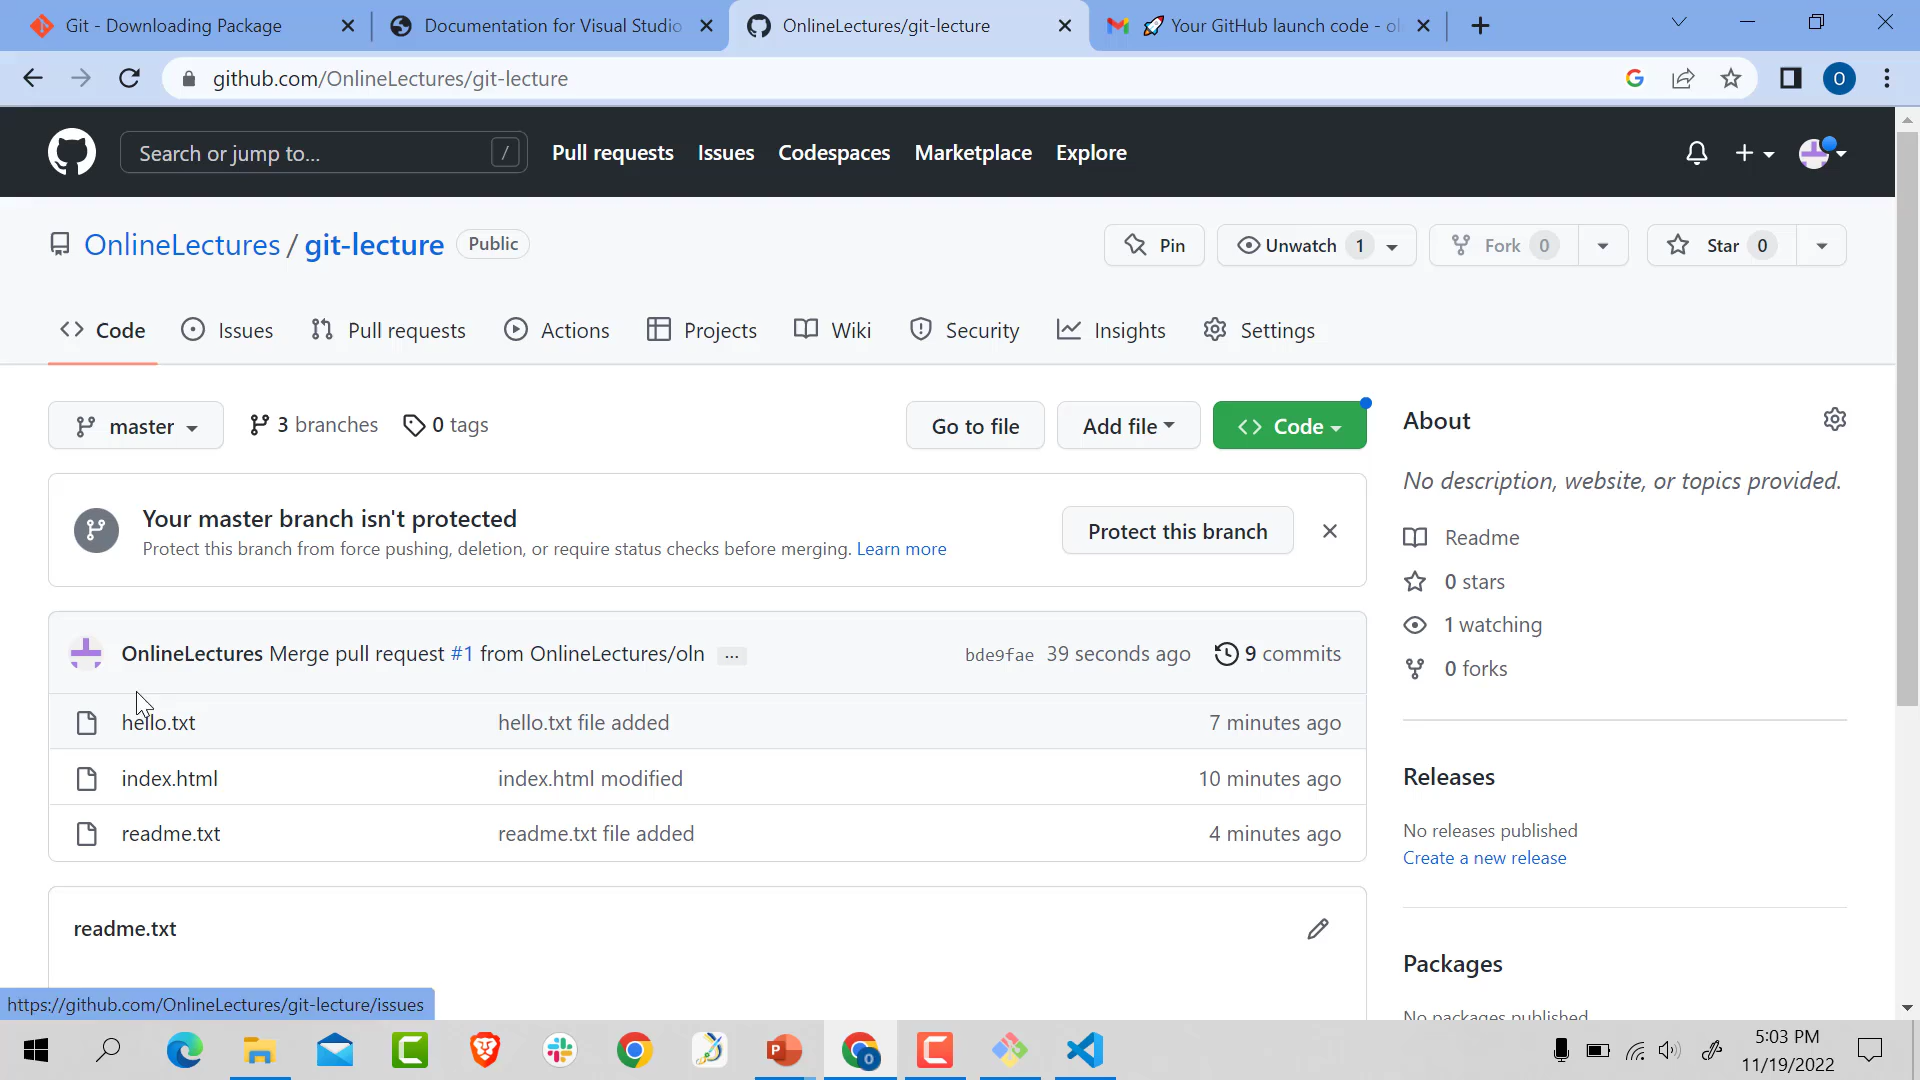 Git - Downloading Package
Documentation for Visual Studio
OnlineLectures/git-lecture
🚀 Your GitHub launch code - ol
github.com/OnlineLectures/git-lecture
O
Search or jump to...
/
Pull requests
Issues
Codespaces
Marketplace
Explore
OnlineLectures / git-lecture Public
Pin
Unwatch 1
Fork 0
Star 0
Code
Issues
Pull requests
Actions
Projects
Wiki
Security
Insights
Settings
master
3 branches
0 tags
Go to file
Add file
Code
Your master branch isn't protected
Protect this branch from force pushing, deletion, or require status checks before merging. Learn more
Protect this branch
OnlineLectures Merge pull request #1 from OnlineLectures/oln ...
bde9fae 39 seconds ago
9 commits
hello.txt hello.txt file added 7 minutes ago
index.html index.html modified 10 minutes ago
readme.txt readme.txt file added 4 minutes ago
readme.txt
About
No description, website, or topics provided.
Readme
0 stars
1 watching
0 forks
Releases
No releases published
Create a new release
Packages
No packages published
https://github.com/OnlineLectures/git-lecture/issues
5:03 PM
11/19/2022